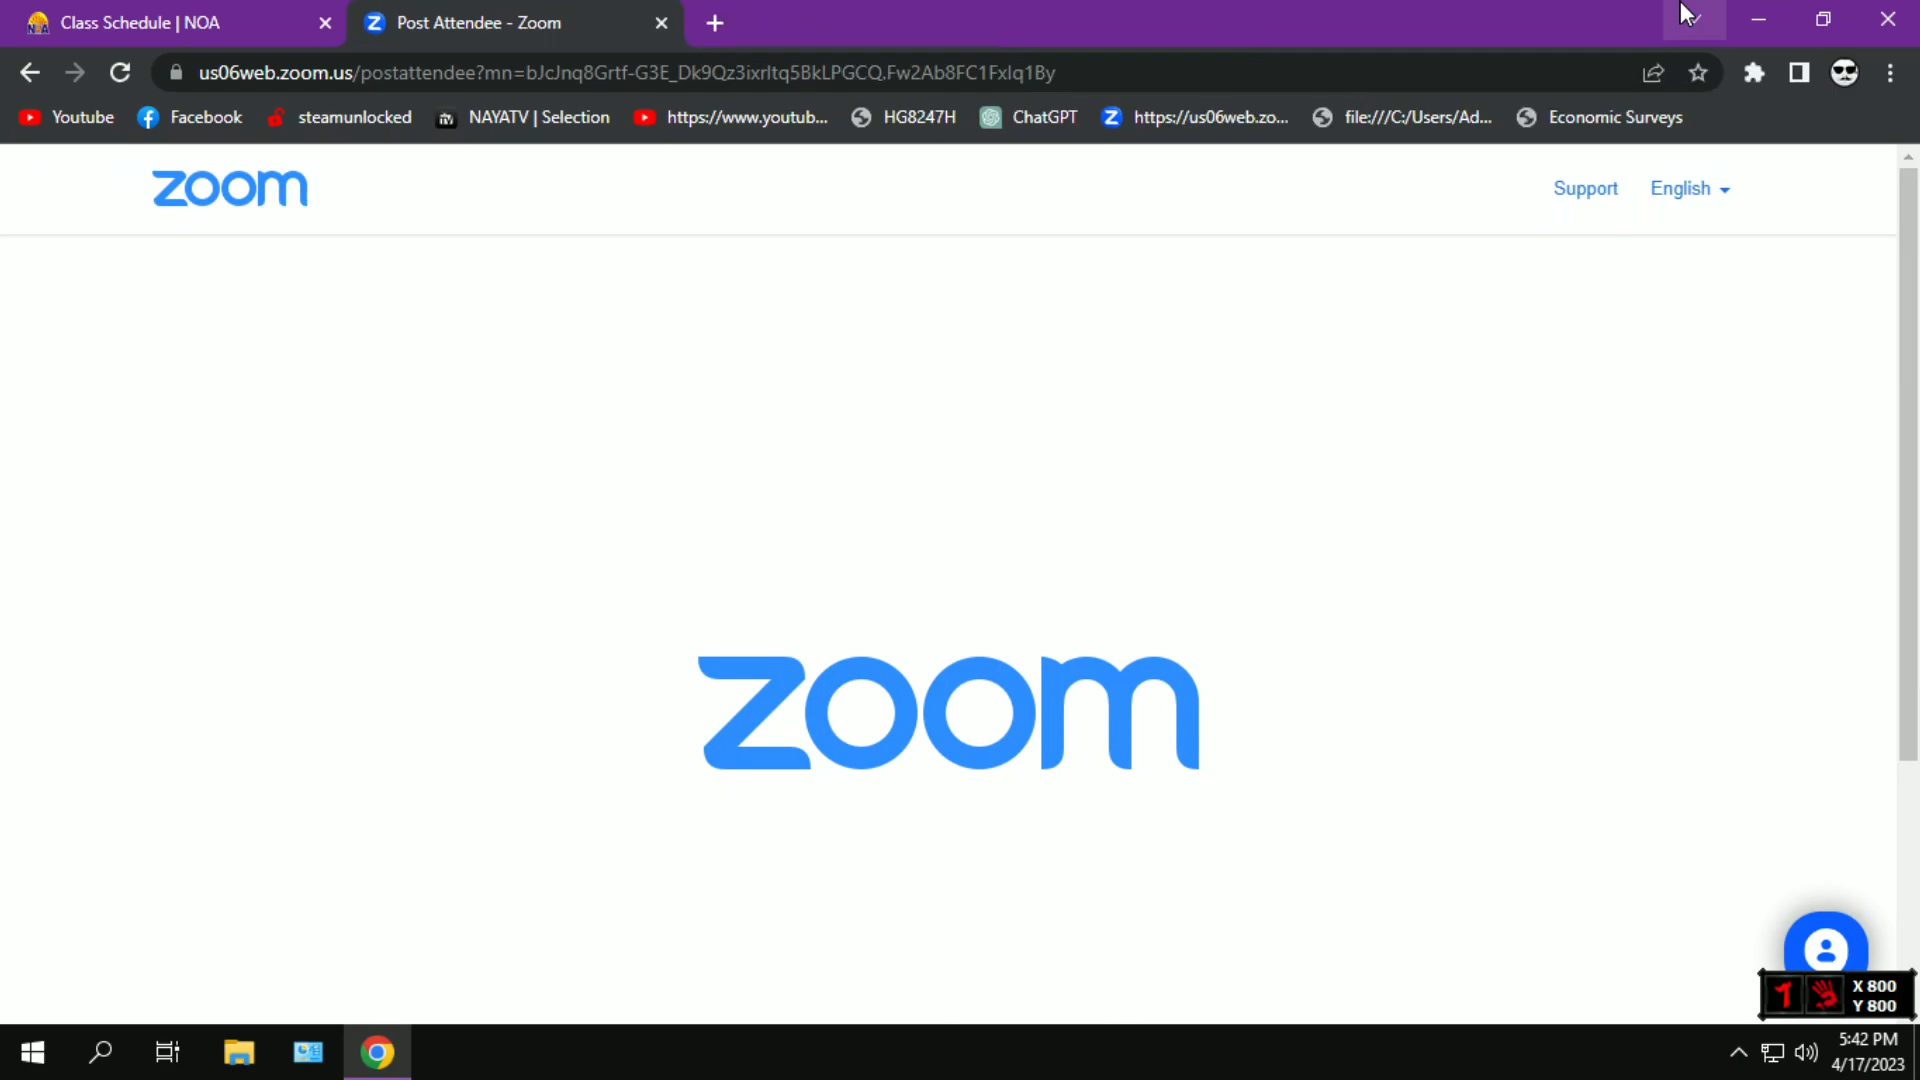 Class Schedule | NOA
Post Attendee - Zoom
us06web.zoom.us/postattendee?mn=bJcJnq8Grtf-G3E_Dk9Qz3ixrltq5BkLPGCQ.Fw2Ab8FC1FxIq1By
Youtube
Facebook
steamunlocked
NAYATV | Selection
https://www.youtub...
HG8247H
ChatGPT
https://us06web.zo...
file:///C:/Users/Ad...
Economic Surveys
zoom
Support
English
zoom
X 800
Y 800
5:42 PM
4/17/2023